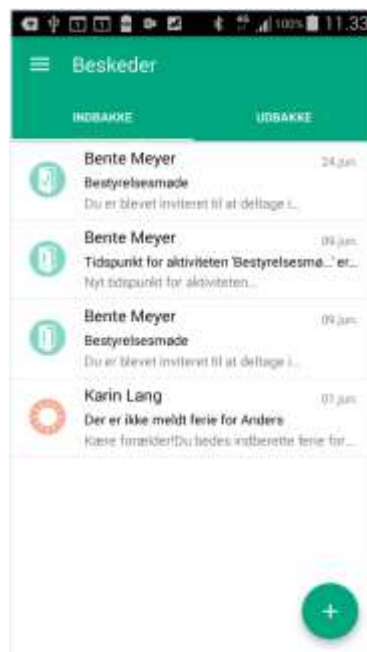 100% 11.33
Beskeder
INDBAKKE UDBAKKE
Bente Meyer 24.jun.
Bestyrelsesmøde
Du er blevet inviteret til at deltage i...
Bente Meyer 09.jun.
Tidspunkt for aktiviteten 'Bestyrelsesmø...' er...
Nyt tidspunkt for aktiviteten...
Bente Meyer 09.jun.
Bestyrelsesmøde
Du er blevet inviteret til at deltage i...
Karin Lang 01.jun.
Der er ikke meldt ferie for Anders
Kære forælder!Du bedes indberette ferie for...